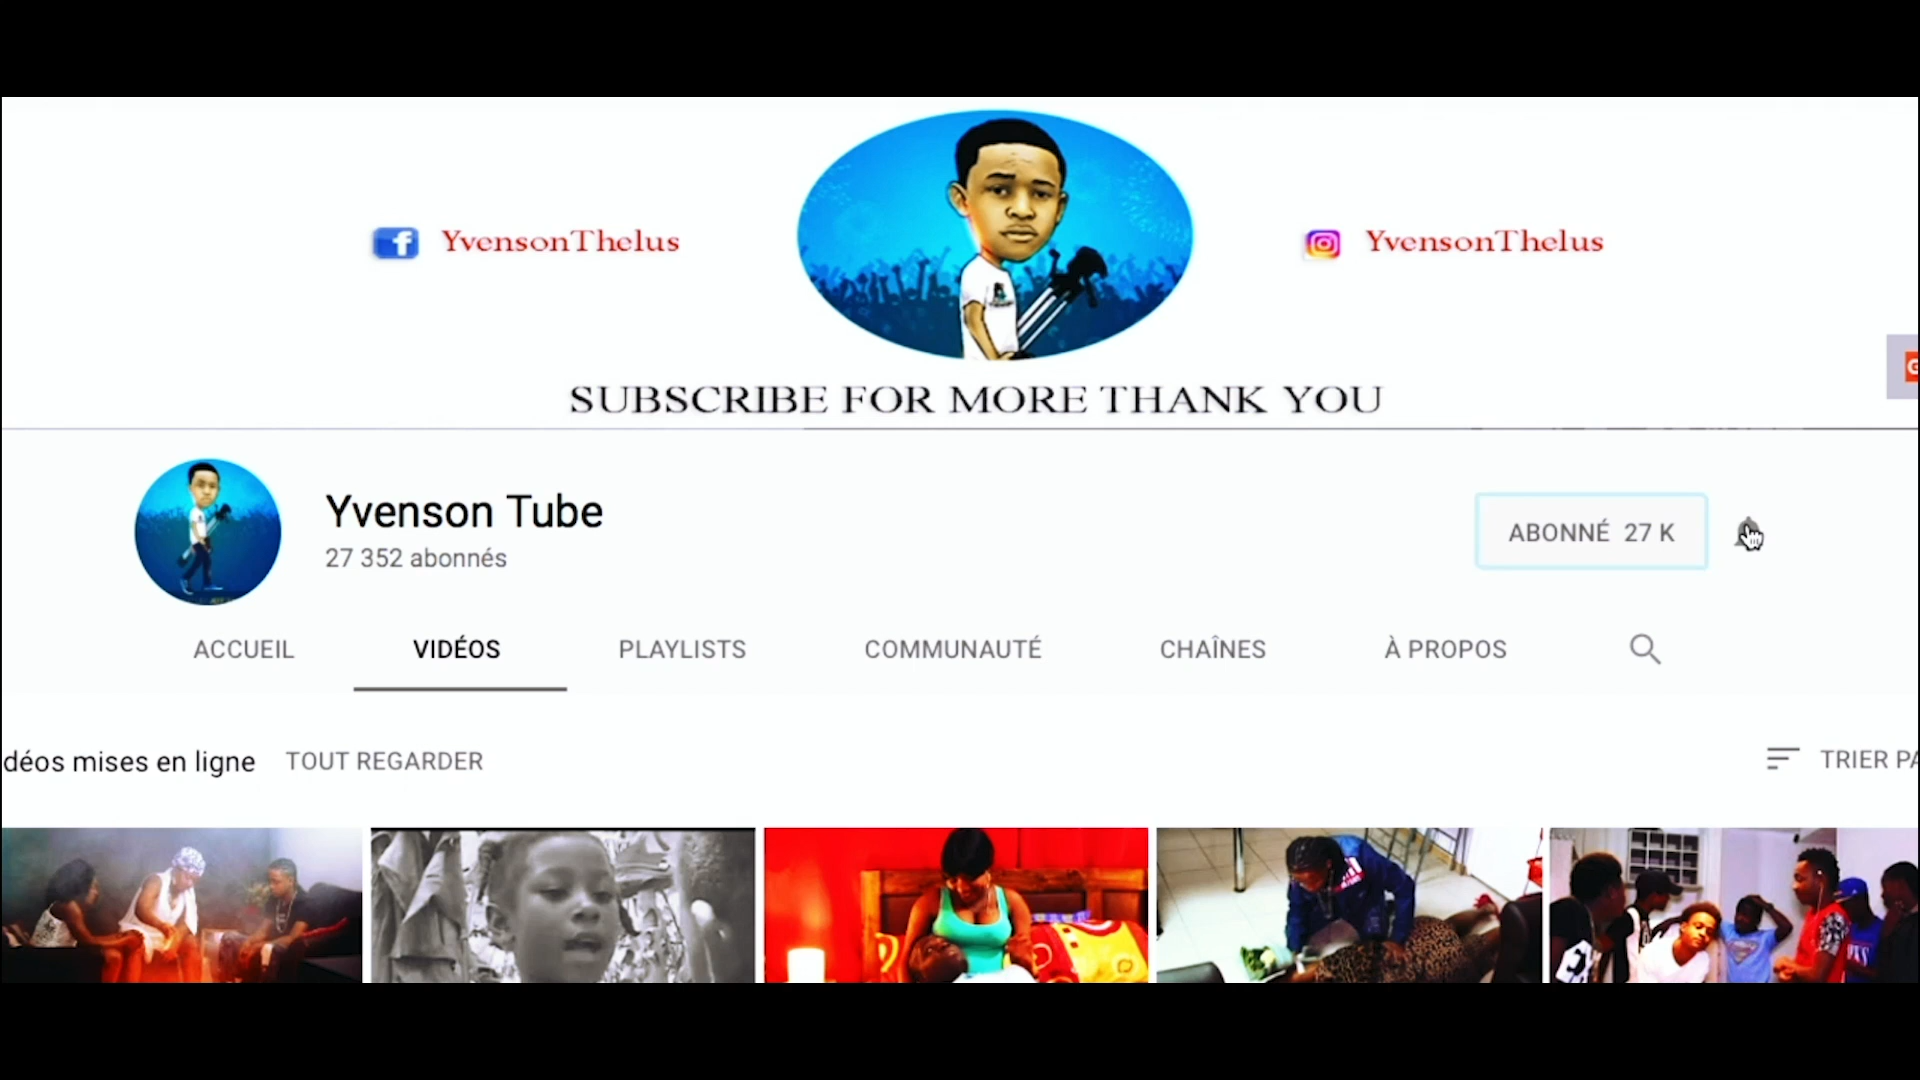 YvensonThelus
YvensonThelus
SUBSCRIBE FOR MORE THANK YOU
Yvenson Tube
27 352 abonnés
ABONNÉ 27 K
ACCUEIL
VIDÉOS
PLAYLISTS
COMMUNAUTÉ
CHAÎNES
À PROPOS
déos mises en ligne
TOUT REGARDER
TRIER PA